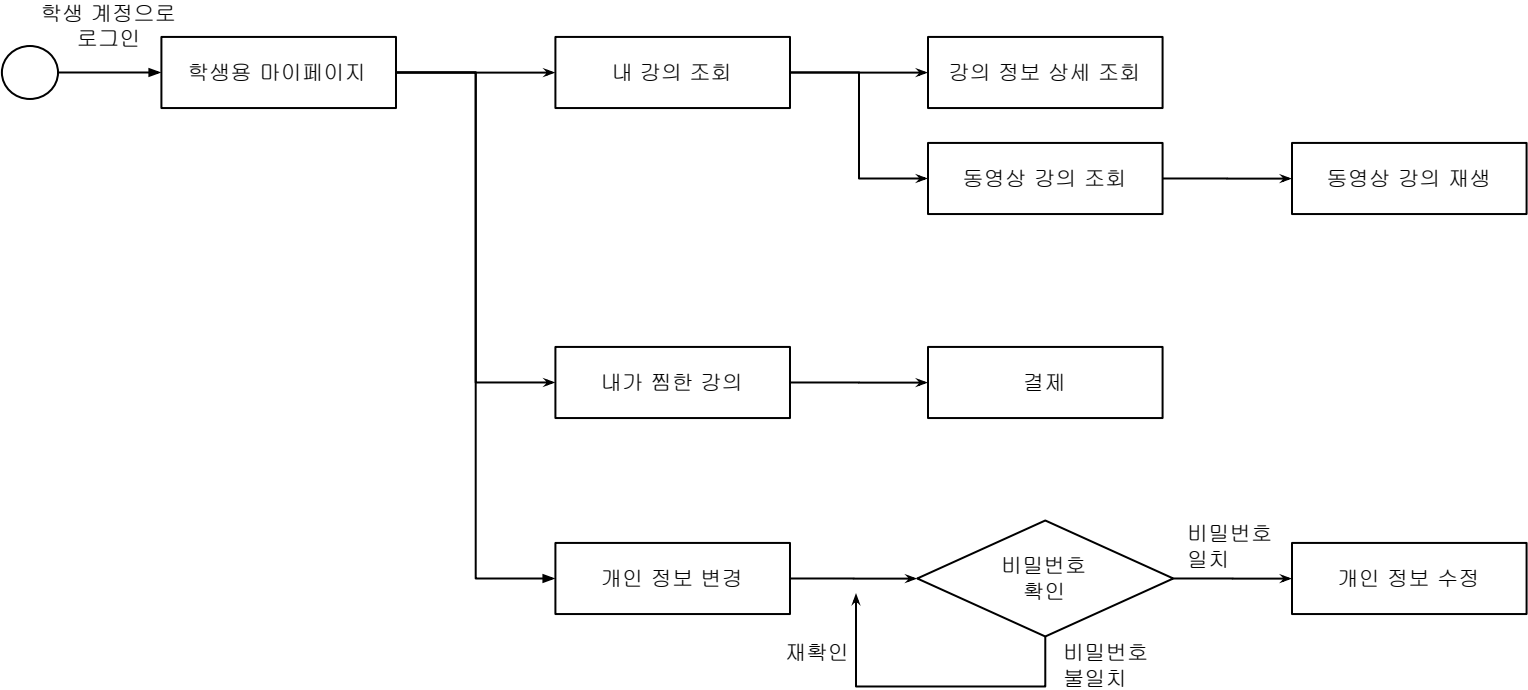 학생 계정으로
로그인
학생용 마이페이지
내 강의 조회
강의 정보 상세 조회
동영상 강의 조회
동영상 강의 재생
내가 찜한 강의
결제
개인 정보 변경
비밀번호
확인
비밀번호
일치
개인 정보 수정
재확인
비밀번호
불일치